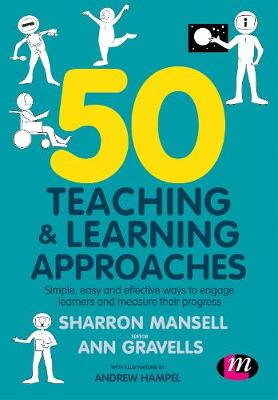 50
TEACHING
& LEARNING
APPROACHES
Simple, easy and effective ways to engage
learners and measure their progress
SHARRON MANSELL
EDITOR
ANN GRAVELLS
WITH ILLUSTRATIONS BY
ANDREW HAMPEL